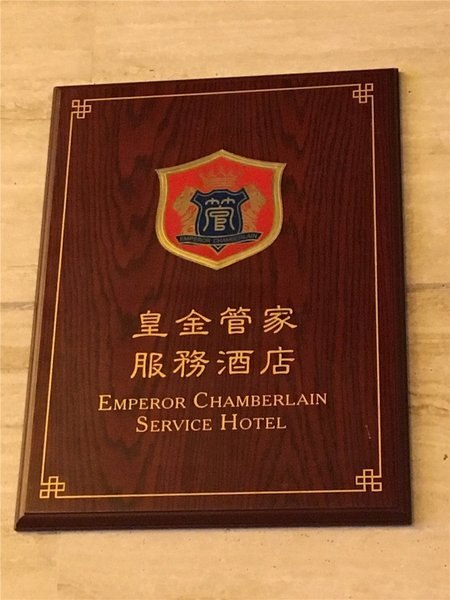 管
EMPEROR CHAMBERLAIN
皇金管家
服務酒店
EMPEROR CHAMBERLAIN
SERVICE HOTEL